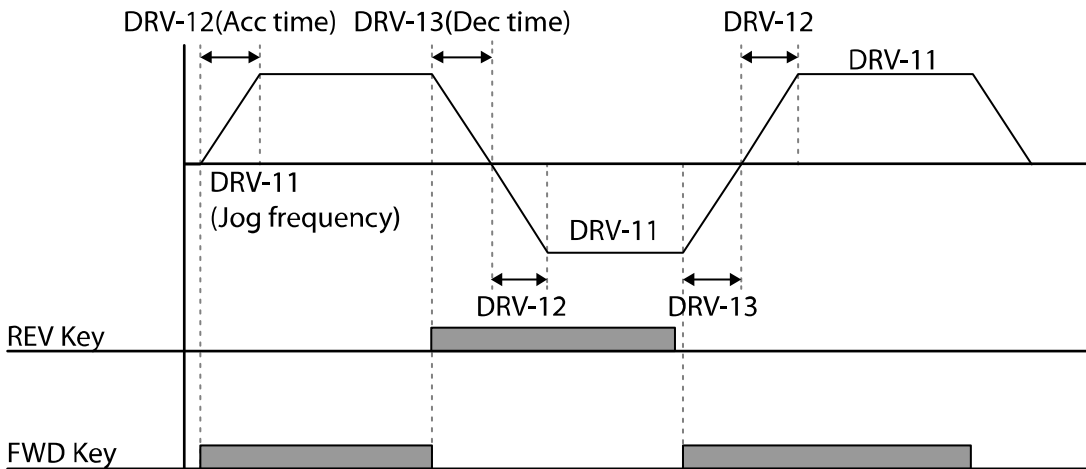 DRV-12(Acc time) DRV-13(Dec time) DRV-12
DRV-11
DRV-11
(Jog frequency)
DRV-11
DRV-12 DRV-13
REV Key
FWD Key